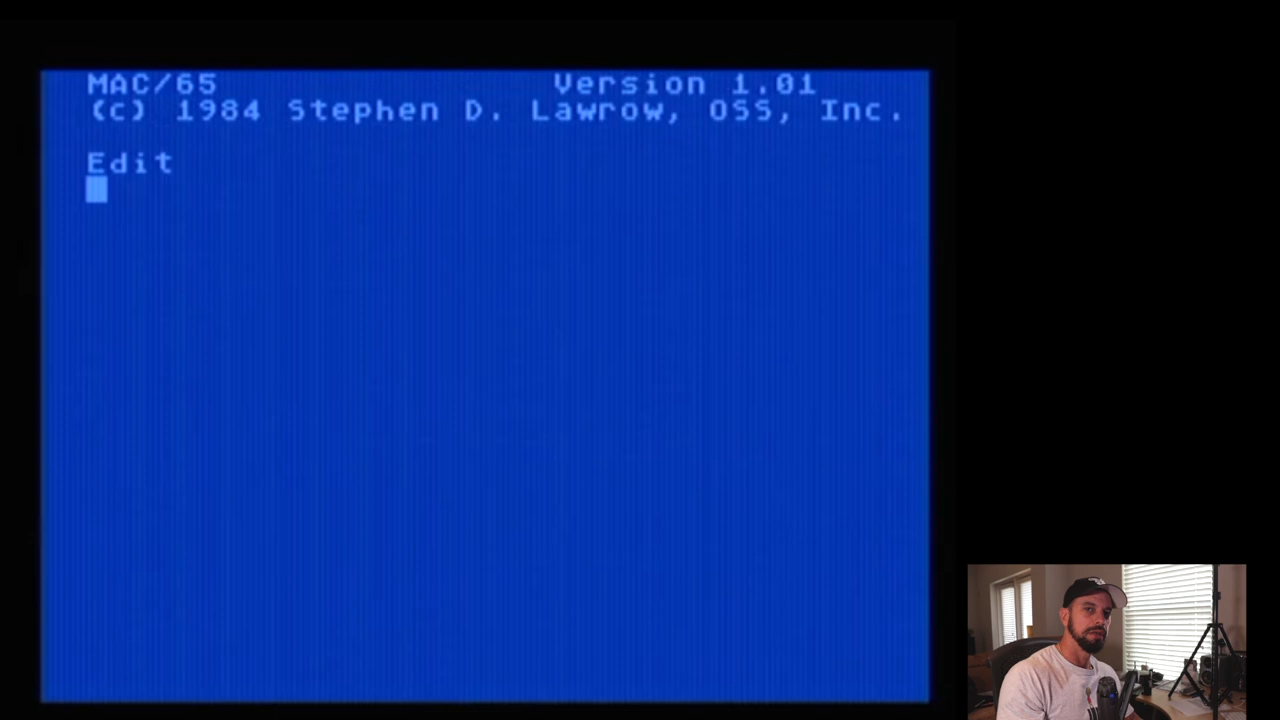 MAC/65 Version 1.01
(c) 1984 Stephen D. Lawrow, OSS, Inc.
Edit